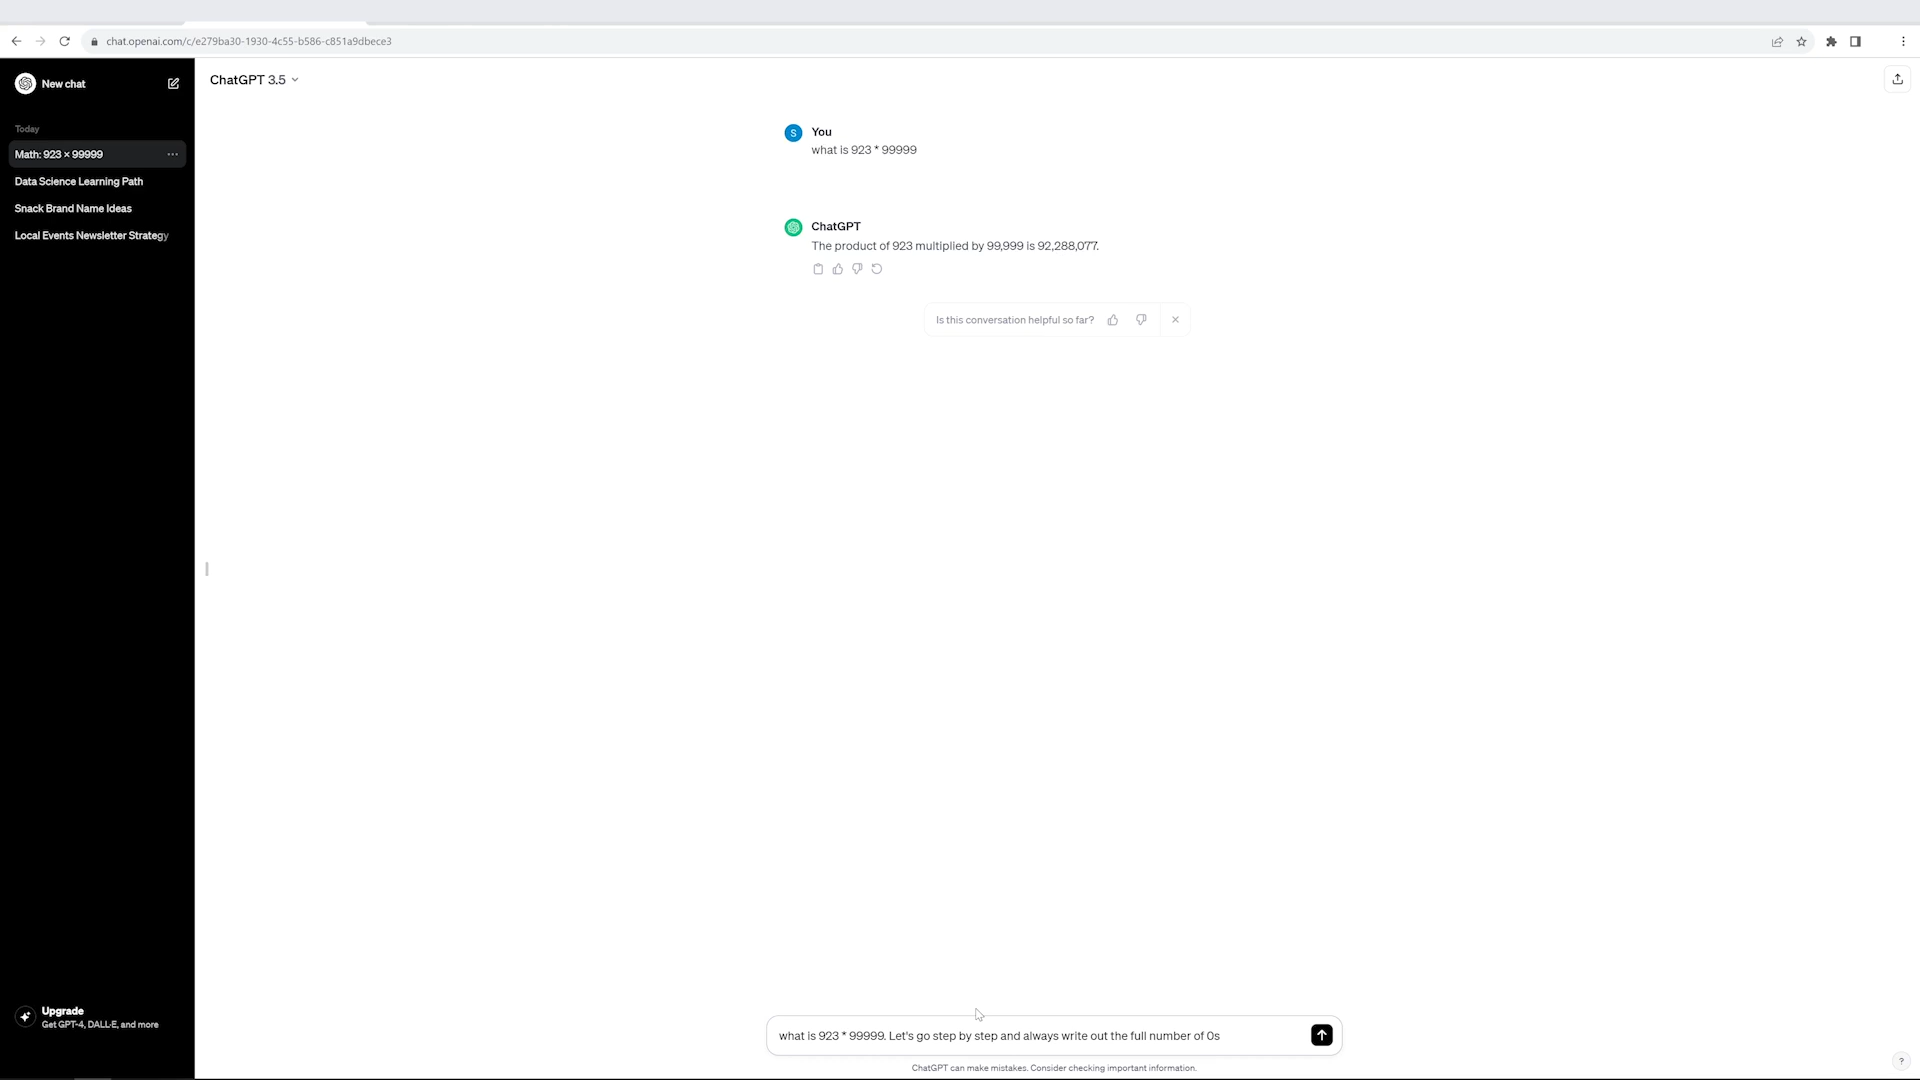 chat.openai.com/c/e279ba30-1930-4c55-b586-c851a9dbece3
New chat
Today
Math: 923 × 99999
Data Science Learning Path
Snack Brand Name Ideas
Local Events Newsletter Strategy
Upgrade
Get GPT-4, DALL·E, and more
ChatGPT 3.5
S
You
what is 923 * 99999
ChatGPT
The product of 923 multiplied by 99,999 is 92,288,077.
Is this conversation helpful so far?
what is 923 * 99999. Let's go step by step and always write out the full number of 0s
ChatGPT can make mistakes. Consider checking important information.
?